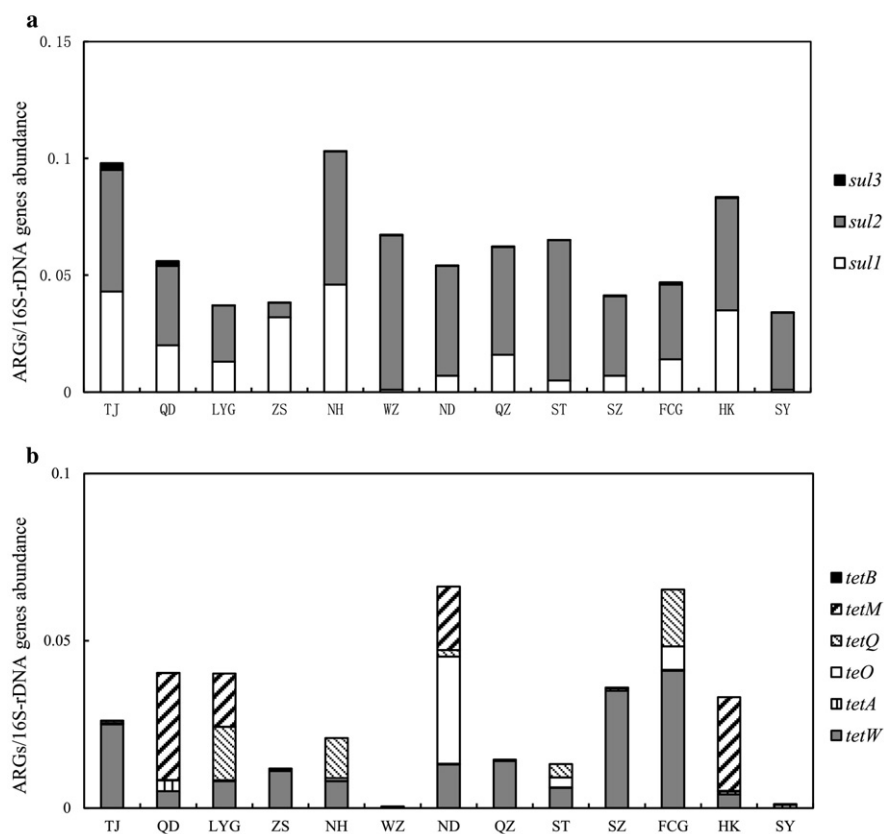 a
0.15
0.1
0.05
0
ARGs/16S-rDNA genes abundance
TJ QD LYG ZS NH WZ ND QZ ST SZ FCG HK SY
sul3
sul2
sul1
b
0.1
0.05
0
ARGs/16S-rDNA genes abundance
TJ QD LYG ZS NH WZ ND QZ ST SZ FCG HK SY
tetB
tetM
tetQ
teO
tetA
tetW